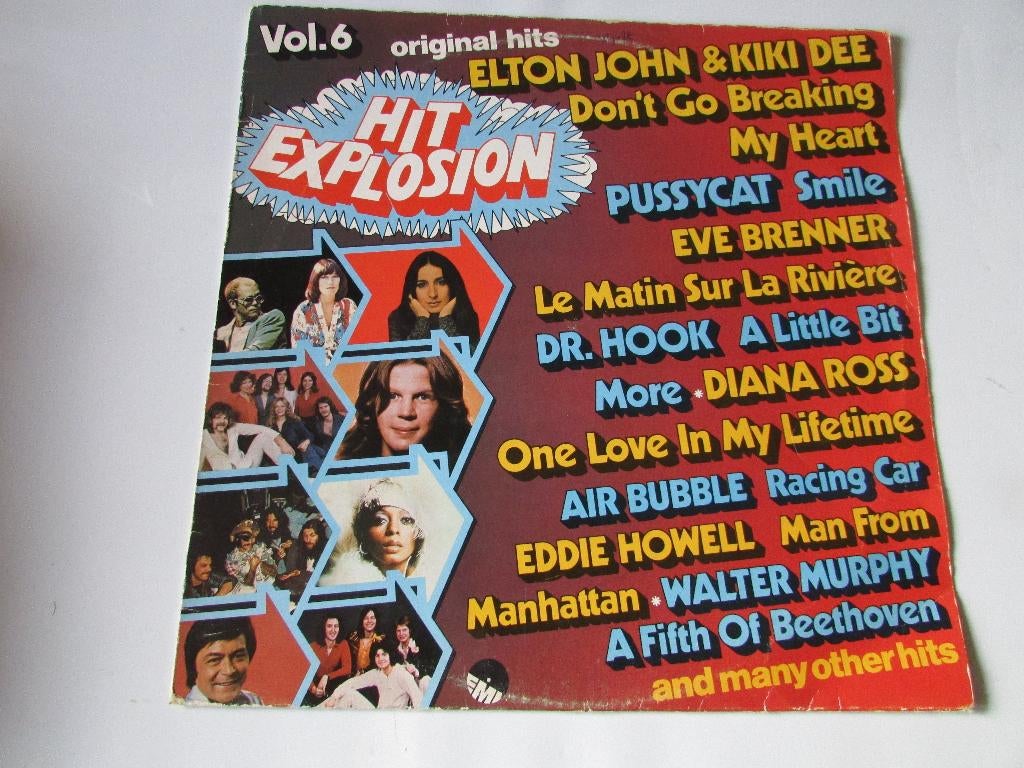 Vol.6 original hits
HIT
EXPLOSION
ELTON JOHN & KIKI DEE
Don't Go Breaking
My Heart
PUSSYCAT Smile
EVE BRENNER
Le Matin Sur La Rivière
DR. HOOK A Little Bit
More * DIANA ROSS
One Love In My Lifetime
AIR BUBBLE Racing Car
EDDIE HOWELL Man From
Manhattan * WALTER MURPHY
A Fifth Of Beethoven
and many other hits
EMI